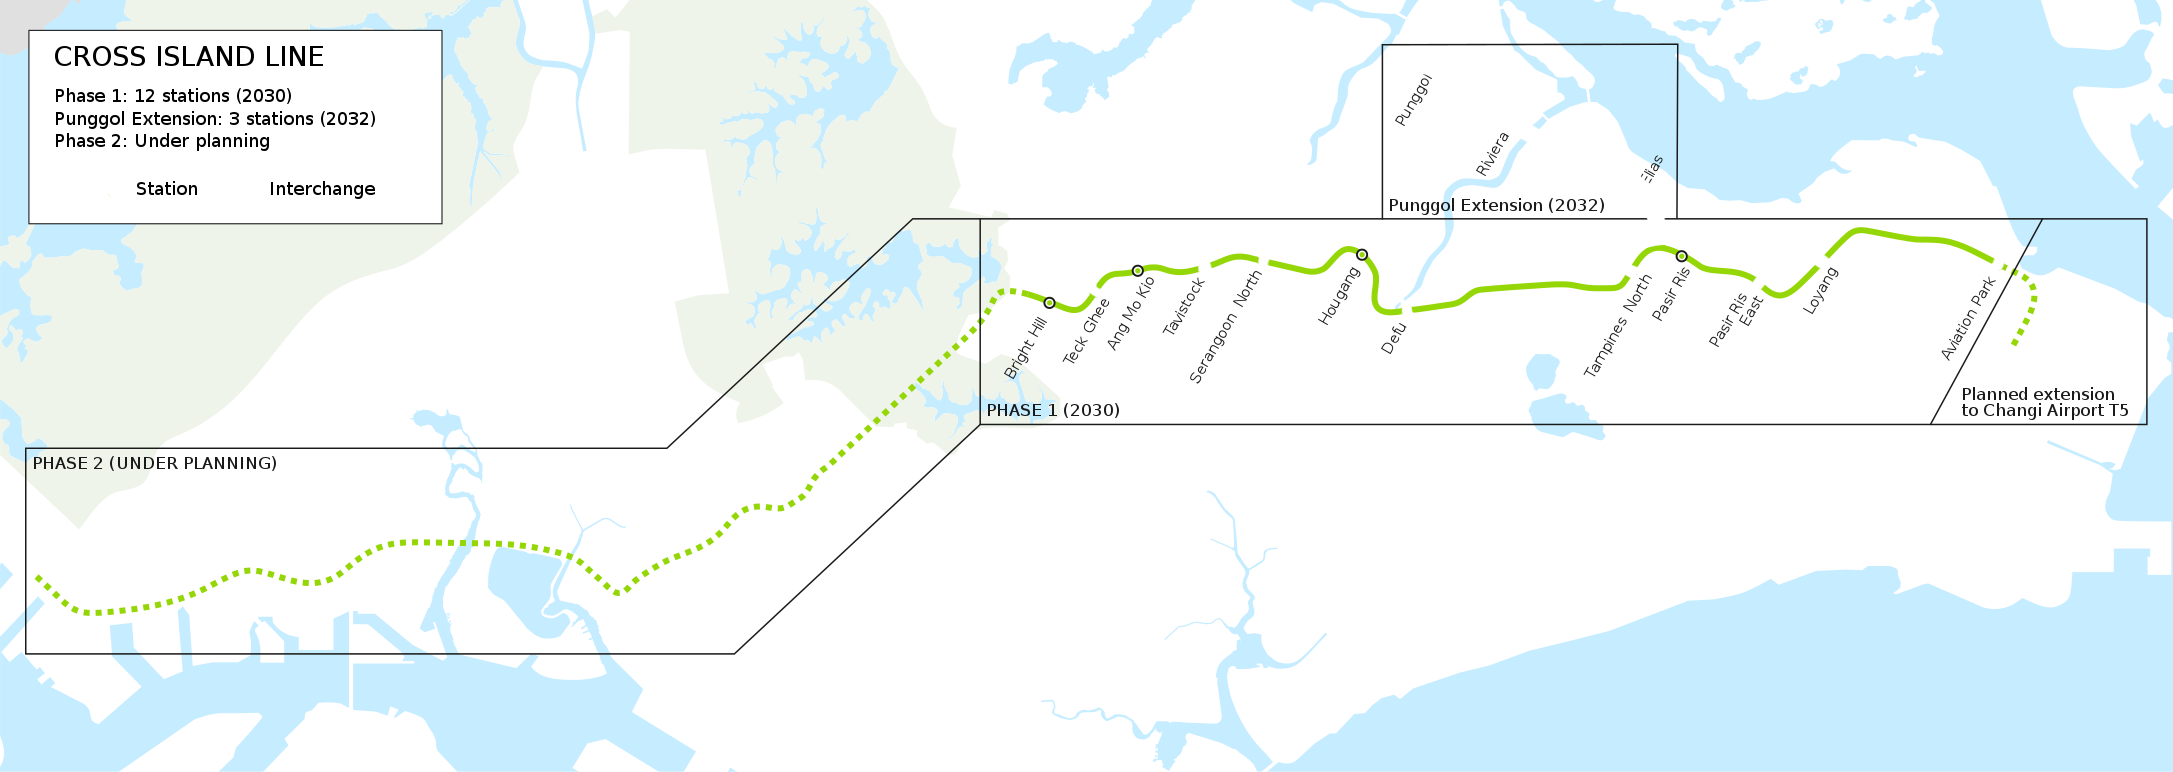 CROSS ISLAND LINE
Phase 1: 12 stations (2030)
Punggol Extension: 3 stations (2032)
Phase 2: Under planning
Station
Interchange
Punggol
Riviera
Elias
Punggol Extension (2032)
Bright Hill
Teck Ghee
Ang Mo Kio
Tavistock
Serangoon North
Hougang
Defu
Tampines North
Pasir Ris
Pasir Ris
East
Loyang
Aviation Park
PHASE 1 (2030)
Planned extension
to Changi Airport T5
PHASE 2 (UNDER PLANNING)